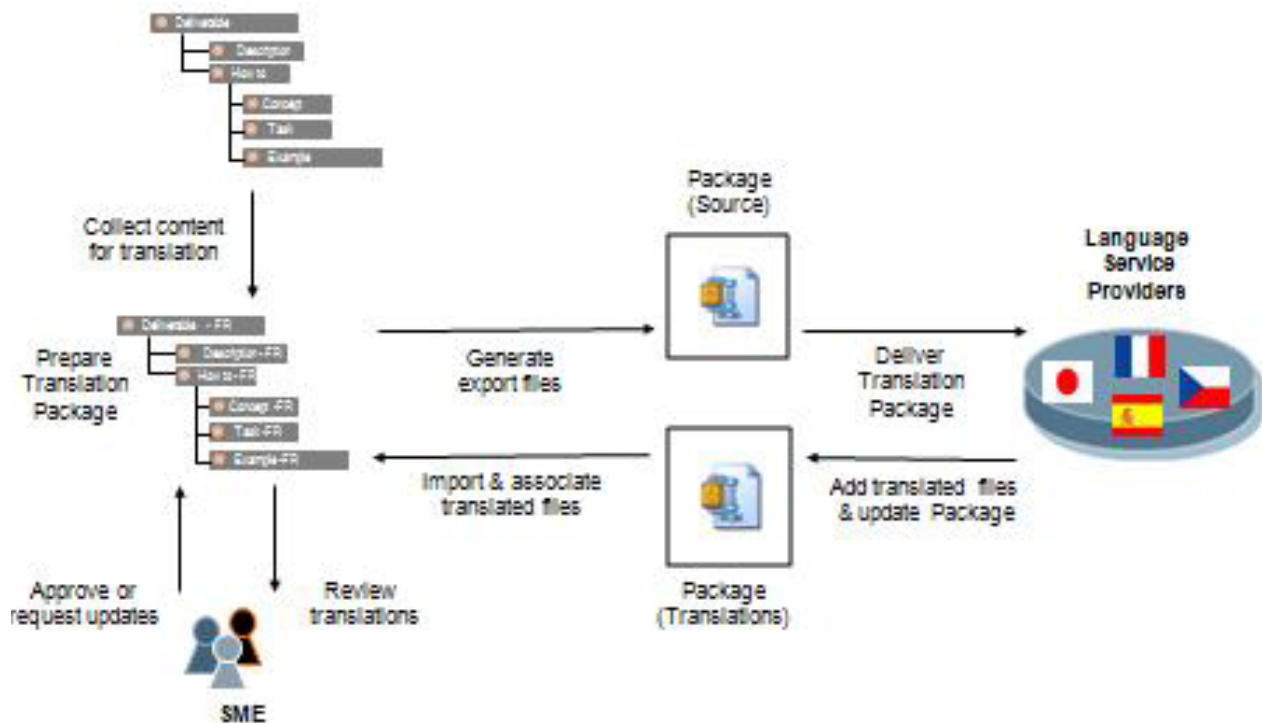 Deliverable
Description
How to
Concept
Task
Example
Collect content
for translation
Package
(Source)
Language
Service
Providers
Deliverable - FR
Description-FR
How to-FR
Concept -FR
Task-FR
Example-FR
Prepare
Translation
Package
Generate
export files
Deliver
Translation
Package
Import & associate
translated files
Add translated files
& update Package
Approve or
request updates
Review
translations
Package
(Translations)
SME